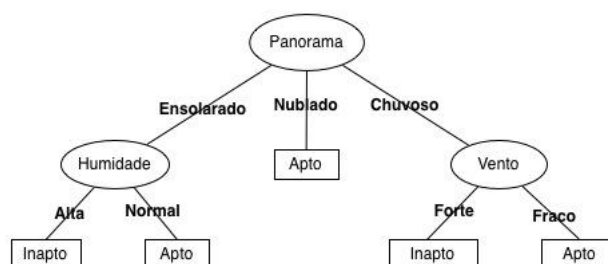 Panorama
Ensolarado
Nublado
Chuvoso
Humidade
Apto
Vento
Alta
Normal
Forte
Fraco
Inapto
Apto
Inapto
Apto